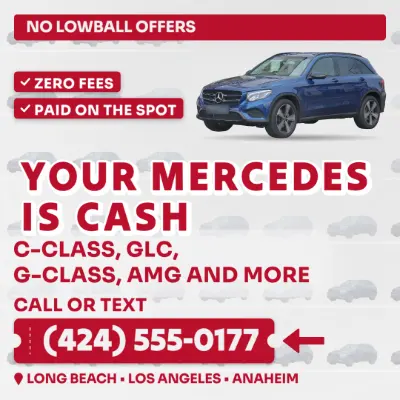 NO LOWBALL OFFERS
ZERO FEES
PAID ON THE SPOT
YOUR MERCEDES
IS CASH
C-CLASS, GLC,
G-CLASS, AMG AND MORE
CALL OR TEXT
(424) 555-0177
LONG BEACH • LOS ANGELES • ANAHEIM